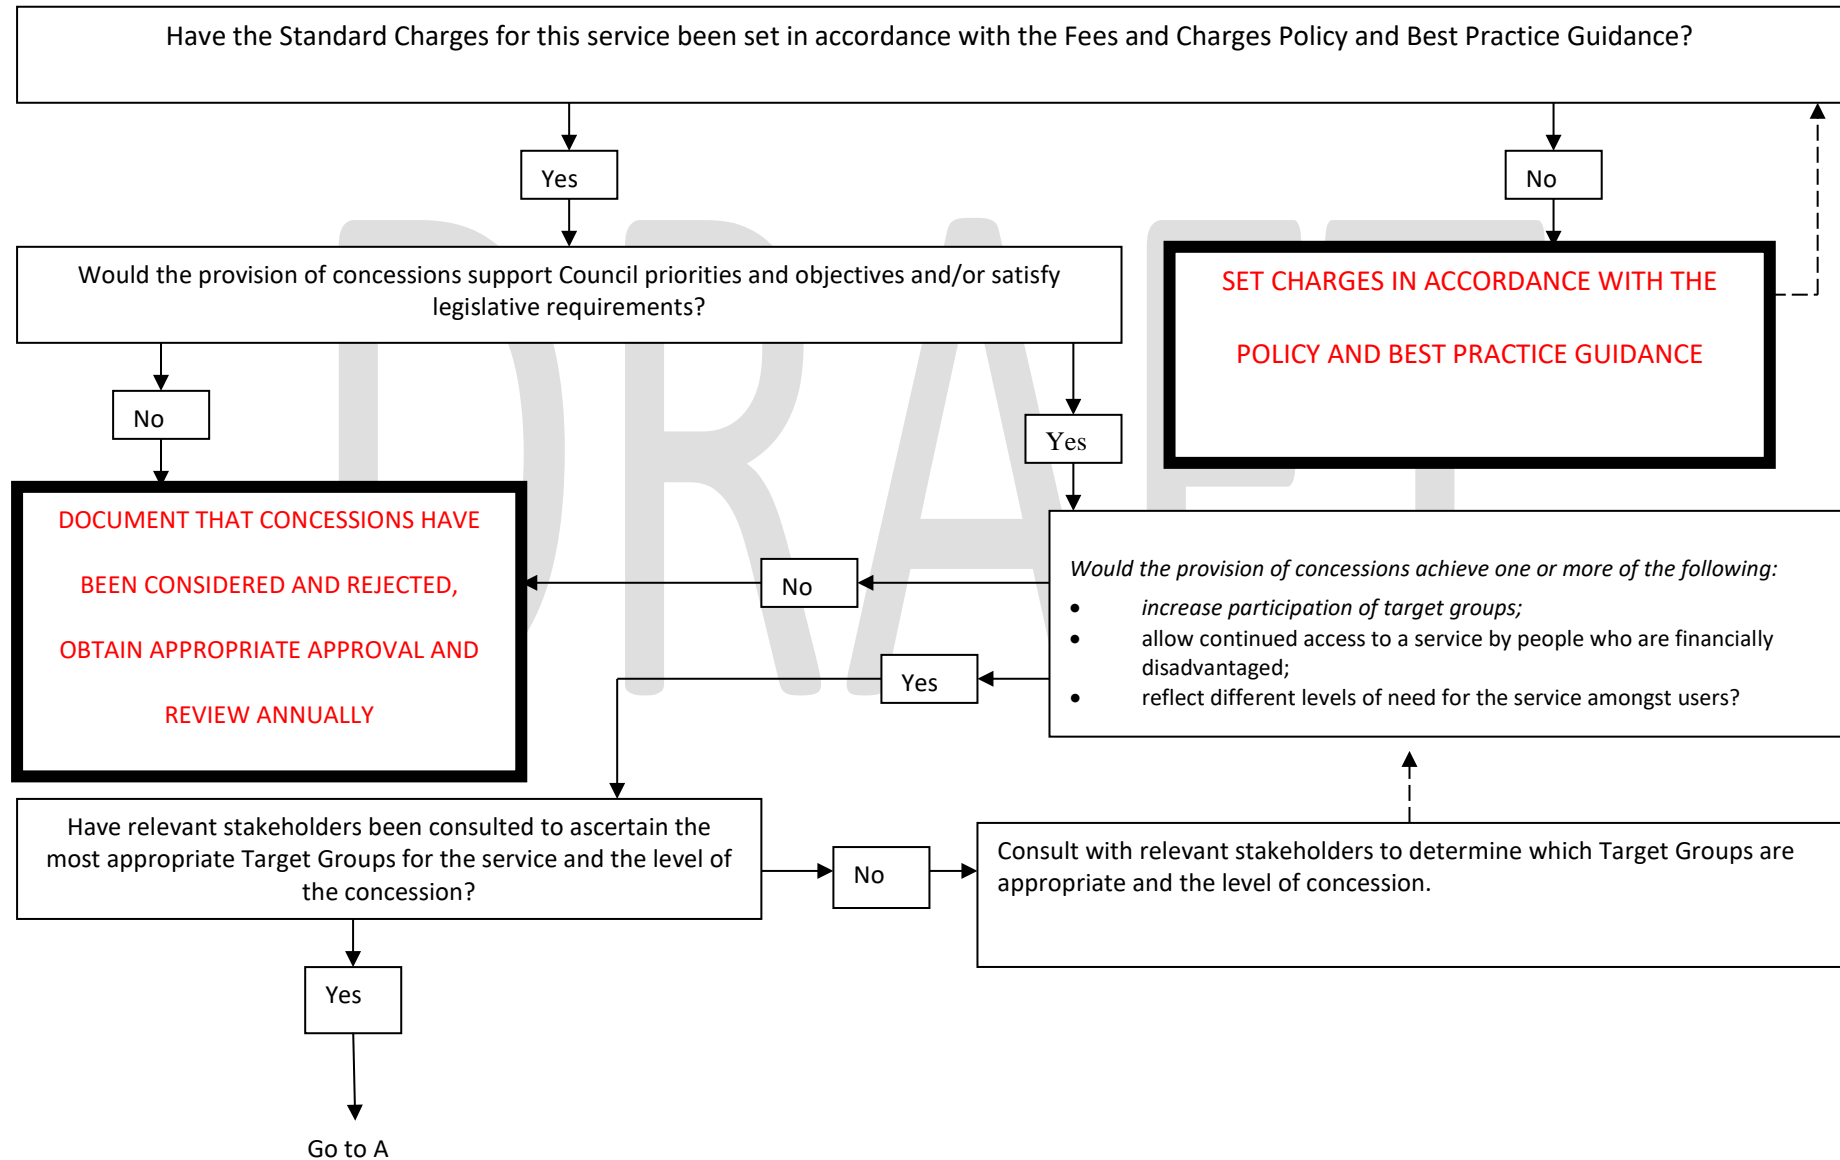 Have the Standard Charges for this service been set in accordance with the Fees and Charges Policy and Best Practice Guidance?
Yes
No
Would the provision of concessions support Council priorities and objectives and/or satisfy
legislative requirements?
SET CHARGES IN ACCORDANCE WITH THE
POLICY AND BEST PRACTICE GUIDANCE
No
Yes
DOCUMENT THAT CONCESSIONS HAVE
BEEN CONSIDERED AND REJECTED,
OBTAIN APPROPRIATE APPROVAL AND
REVIEW ANNUALLY
No
Would the provision of concessions achieve one or more of the following:
• increase participation of target groups;
• allow continued access to a service by people who are financially
disadvantaged;
• reflect different levels of need for the service amongst users?
Yes
Have relevant stakeholders been consulted to ascertain the
most appropriate Target Groups for the service and the level of
the concession?
No
Consult with relevant stakeholders to determine which Target Groups are
appropriate and the level of concession.
Yes
Go to A
DRAFT